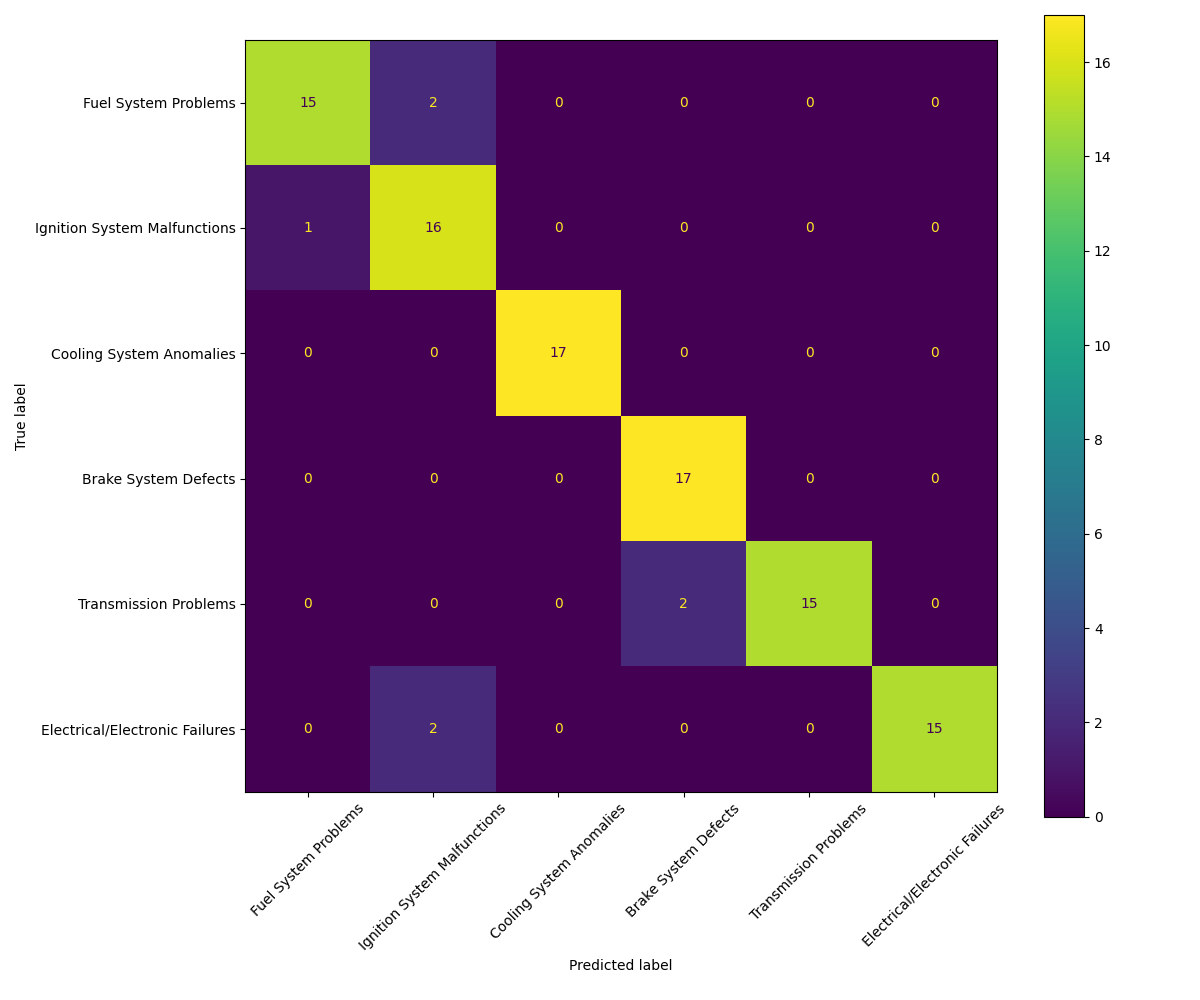 Fuel System Problems 15 2 0 0 0 0
Ignition System Malfunctions 1 16 0 0 0 0
Cooling System Anomalies 0 0 17 0 0 0
Brake System Defects 0 0 0 17 0 0
Transmission Problems 0 0 0 2 15 0
Electrical/Electronic Failures 0 2 0 0 0 15
True label
Fuel System Problems
Ignition System Malfunctions
Cooling System Anomalies
Brake System Defects
Transmission Problems
Electrical/Electronic Failures
Predicted label
16
14
12
10
8
6
4
2
0